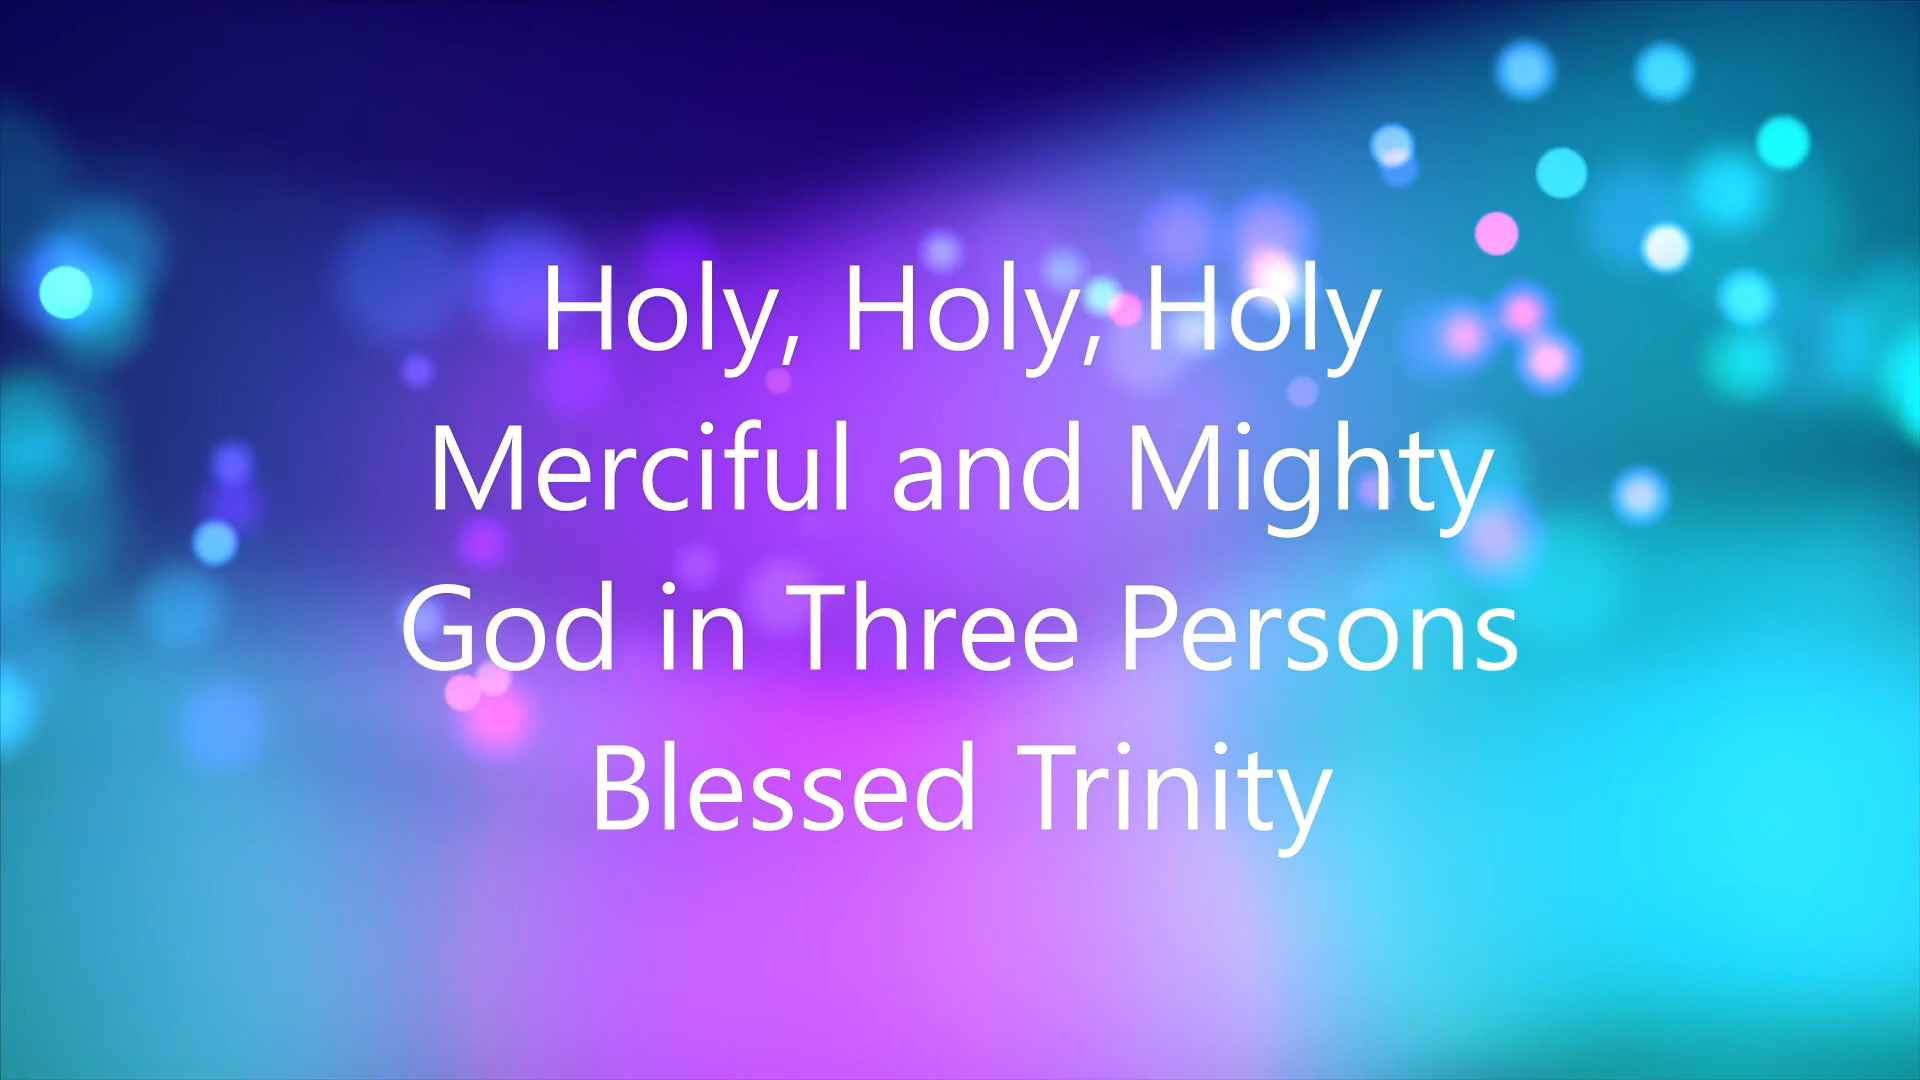 Holy, Holy, Holy
Merciful and Mighty
God in Three Persons
Blessed Trinity